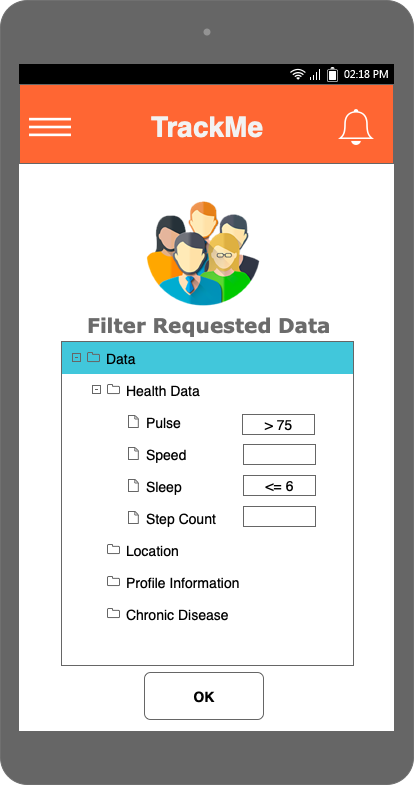 02:18 PM
TrackMe
Filter Requested Data
Data
Health Data
Pulse > 75
Speed
Sleep <= 6
Step Count
Location
Profile Information
Chronic Disease
OK